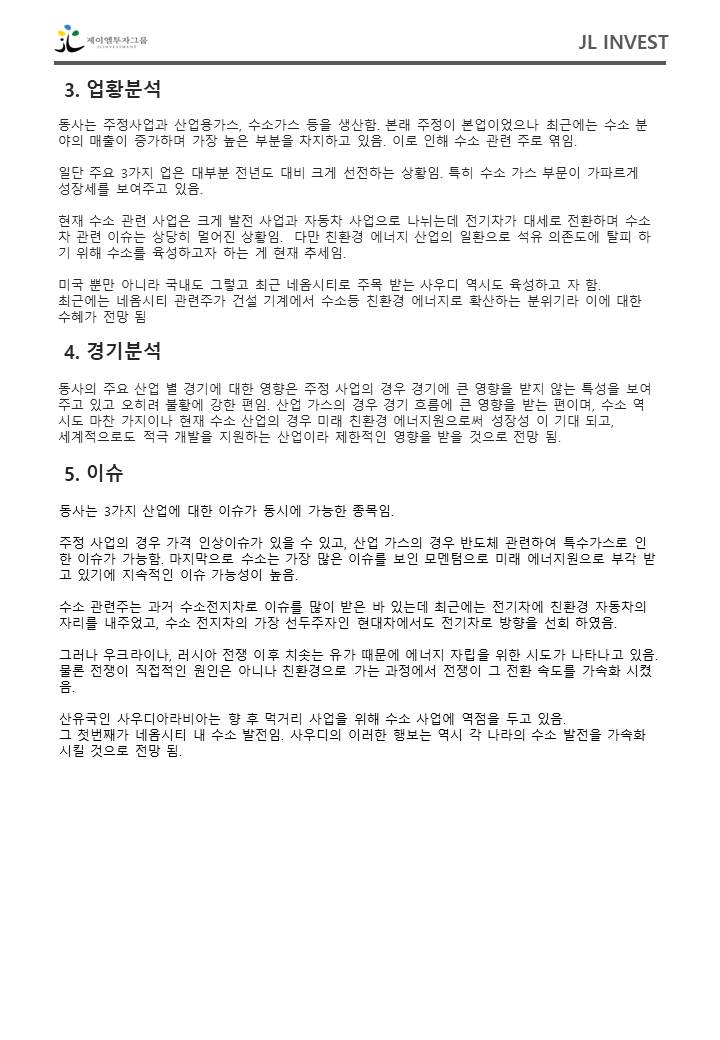 제이엘투자그룹
JLINVESTMENT
JL INVEST
3. 업황분석
동사는 주정사업과 산업용가스, 수소가스 등을 생산함. 본래 주정이 본업이었으나 최근에는 수소 분
야의 매출이 증가하며 가장 높은 부분을 차지하고 있음. 이로 인해 수소 관련 주로 엮임.
일단 주요 3가지 업은 대부분 전년도 대비 크게 선전하는 상황임. 특히 수소 가스 부문이 가파르게
성장세를 보여주고 있음.
현재 수소 관련 사업은 크게 발전 사업과 자동차 사업으로 나뉘는데 전기차가 대세로 전환하며 수소
차 관련 이슈는 상당히 멀어진 상황임. 다만 친환경 에너지 산업의 일환으로 석유 의존도에 탈피 하
기 위해 수소를 육성하고자 하는 게 현재 추세임.
미국 뿐만 아니라 국내도 그렇고 최근 네옴시티로 주목 받는 사우디 역시도 육성하고 자 함.
최근에는 네옴시티 관련주가 건설 기계에서 수소등 친환경 에너지로 확산하는 분위기라 이에 대한
수혜가 전망 됨
4. 경기분석
동사의 주요 산업 별 경기에 대한 영향은 주정 사업의 경우 경기에 큰 영향을 받지 않는 특성을 보여
주고 있고 오히려 불황에 강한 편임. 산업 가스의 경우 경기 흐름에 큰 영향을 받는 편이며, 수소 역
시도 마찬 가지이나 현재 수소 산업의 경우 미래 친환경 에너지원으로써 성장성 이 기대 되고,
세계적으로도 적극 개발을 지원하는 산업이라 제한적인 영향을 받을 것으로 전망 됨.
5. 이슈
동사는 3가지 산업에 대한 이슈가 동시에 가능한 종목임.
주정 사업의 경우 가격 인상이슈가 있을 수 있고, 산업 가스의 경우 반도체 관련하여 특수가스로 인
한 이슈가 가능함. 마지막으로 수소는 가장 많은 이슈를 보인 모멘텀으로 미래 에너지원으로 부각 받
고 있기에 지속적인 이슈 가능성이 높음.
수소 관련주는 과거 수소전지차로 이슈를 많이 받은 바 있는데 최근에는 전기차에 친환경 자동차의
자리를 내주었고, 수소 전지차의 가장 선두주자인 현대차에서도 전기차로 방향을 선회 하였음.
그러나 우크라이나, 러시아 전쟁 이후 치솟는 유가 때문에 에너지 자립을 위한 시도가 나타나고 있음.
물론 전쟁이 직접적인 원인은 아니나 친환경으로 가는 과정에서 전쟁이 그 전환 속도를 가속화 시켰
음.
산유국인 사우디아라비아는 향 후 먹거리 사업을 위해 수소 사업에 역점을 두고 있음.
그 첫번째가 네옴시티 내 수소 발전임. 사우디의 이러한 행보는 역시 각 나라의 수소 발전을 가속화
시킬 것으로 전망 됨.